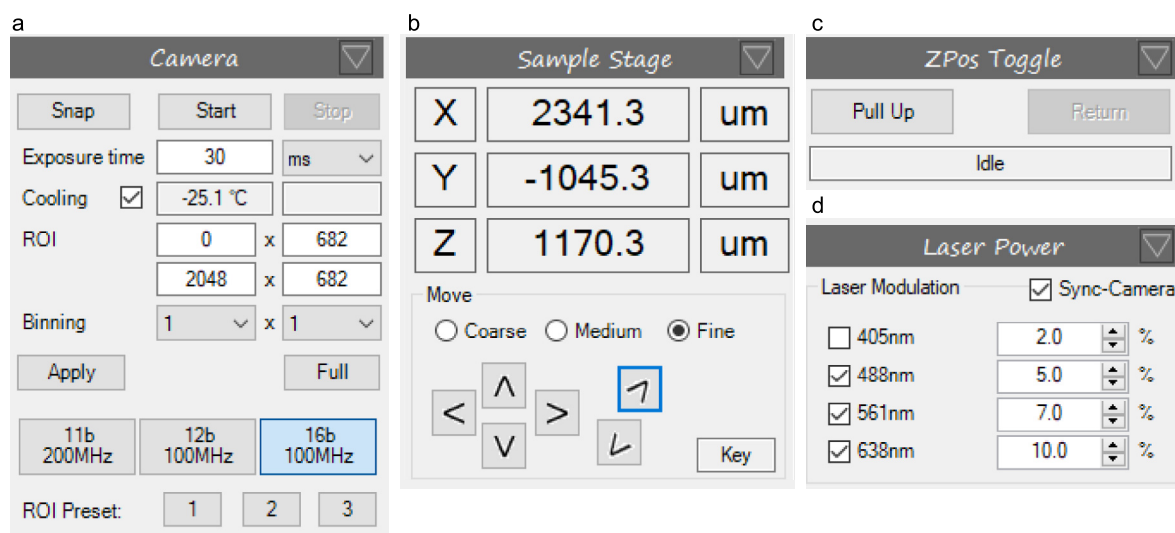 a
Camera
Snap Start Stop
Exposure time 30 ms
Cooling -25.1 °C
ROI 0 x 682
2048 x 682
Binning 1 x 1
Apply Full
11b 200MHz
12b 100MHz
16b 100MHz
ROI Preset: 1 2 3
b
Sample Stage
X 2341.3 um
Y -1045.3 um
Z 1170.3 um
Move
Coarse Medium Fine
< ʌ v >
Key
c
ZPos Toggle
Pull Up Return
Idle
d
Laser Power
Laser Modulation Sync-Camera
405nm 2.0 %
488nm 5.0 %
561nm 7.0 %
638nm 10.0 %